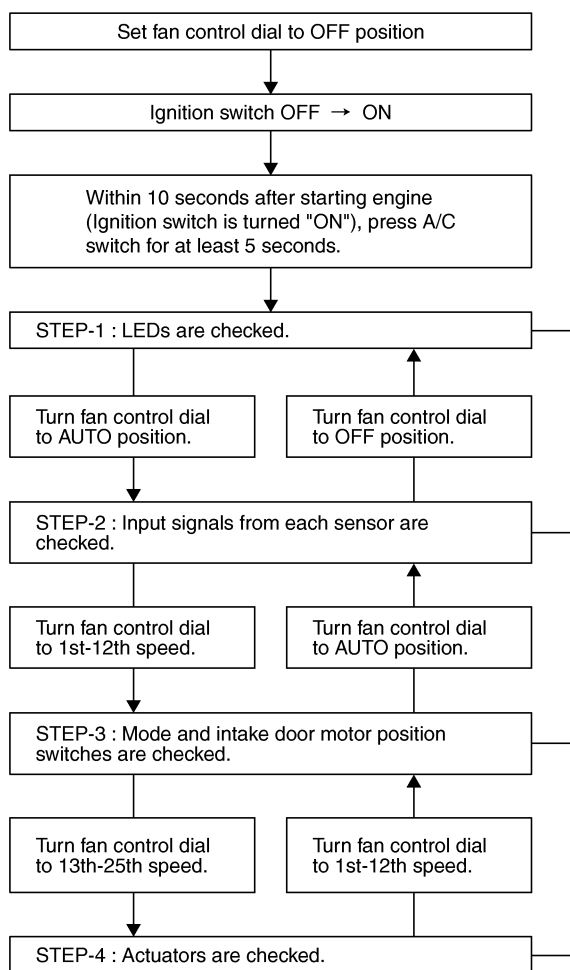 Set fan control dial to OFF position
Ignition switch OFF → ON
Within 10 seconds after starting engine
(Ignition switch is turned "ON"), press A/C
switch for at least 5 seconds.
STEP-1 : LEDs are checked.
Turn fan control dial
to AUTO position.
Turn fan control dial
to OFF position.
STEP-2 : Input signals from each sensor are
checked.
Turn fan control dial
to 1st-12th speed.
Turn fan control dial
to AUTO position.
STEP-3 : Mode and intake door motor position
switches are checked.
Turn fan control dial
to 13th-25th speed.
Turn fan control dial
to 1st-12th speed.
STEP-4 : Actuators are checked.